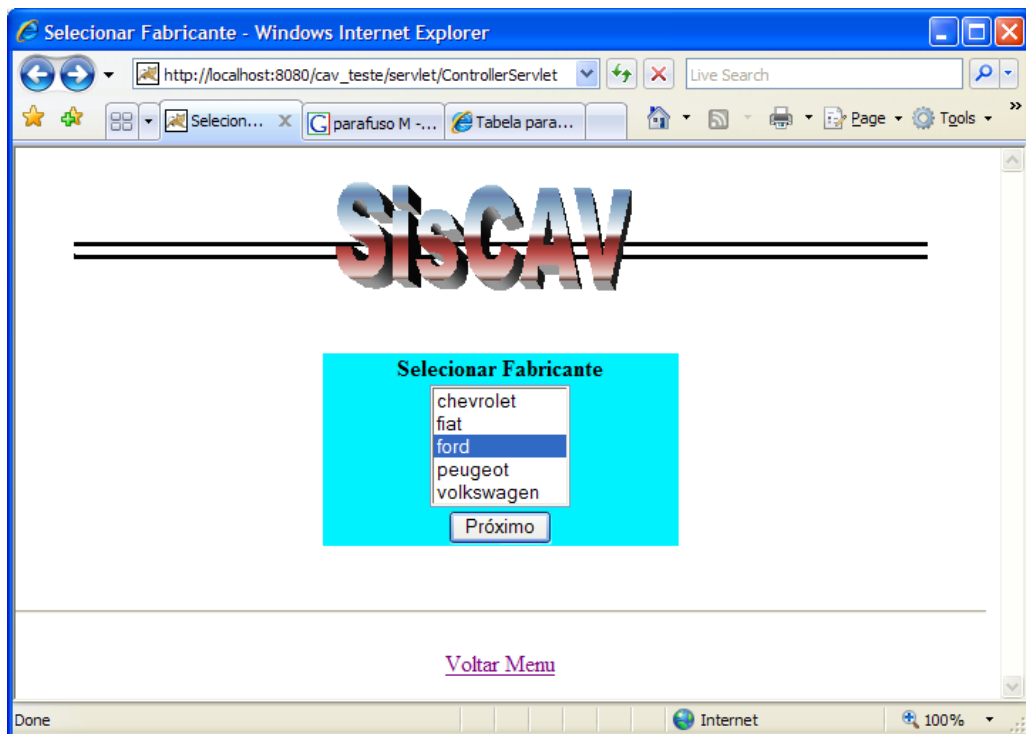 Selecionar Fabricante - Windows Internet Explorer
http://localhost:8080/cav_teste/servlet/ControllerServlet
Live Search
Selecion...
parafuso M -...
Tabela para...
Page
Tools
SisCAV
Selecionar Fabricante
chevrolet
fiat
ford
peugeot
volkswagen
Próximo
Voltar Menu
Done
Internet
100%